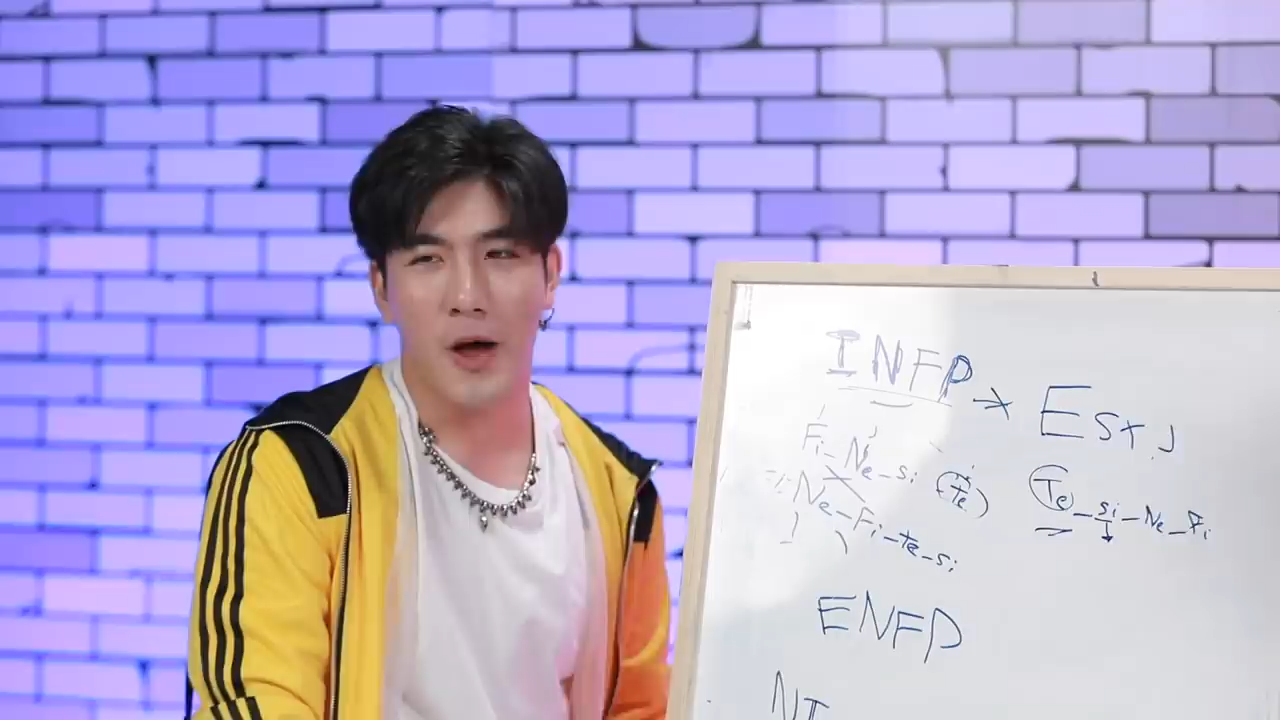 INFP → ESTJ
Fi-Ne-Si (Te) Te-Si-Ne-Fi
Ne-Fi-Te-Si
ENFP